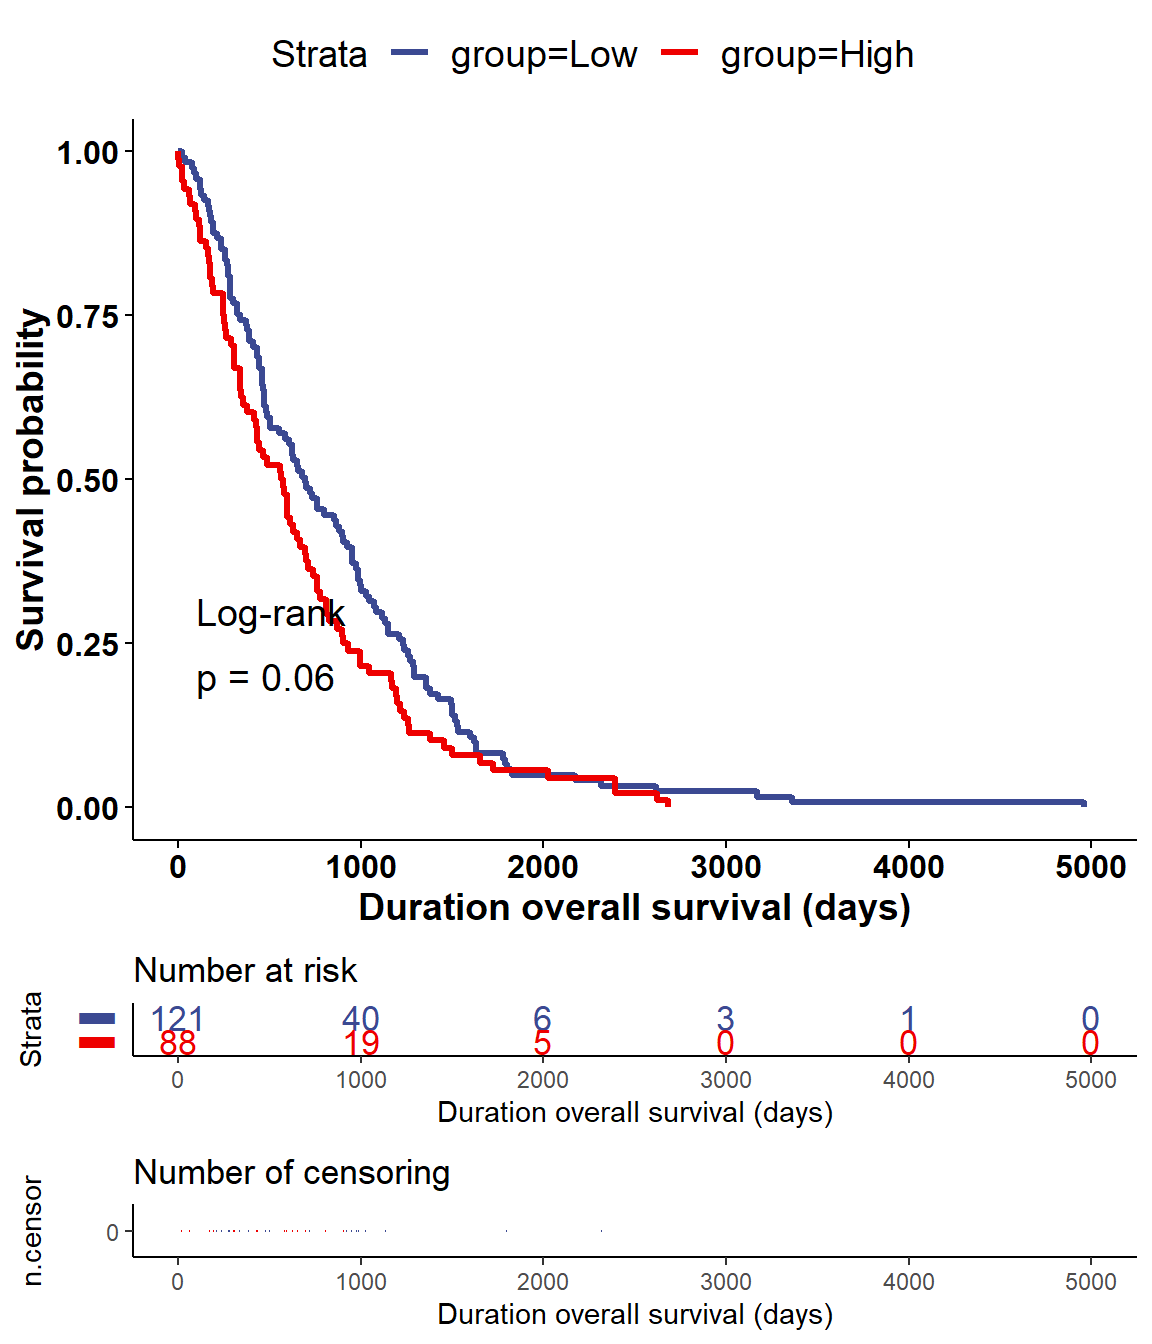 Strata group=Low group=High
Survival probability
1.00
0.75
0.50
0.25
0.00
Log-rank
p = 0.06
0 1000 2000 3000 4000 5000
Duration overall survival (days)
Number at risk
Strata
121 40 6 3 1 0
88 19 5 0 0 0
0 1000 2000 3000 4000 5000
Duration overall survival (days)
Number of censoring
n.censor
0
0 1000 2000 3000 4000 5000
Duration overall survival (days)